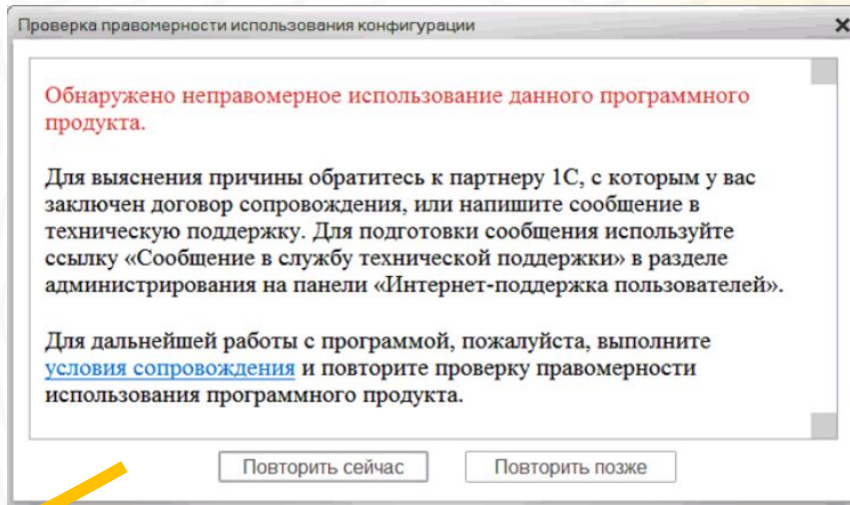 Проверка правомерности использования конфигурации
Обнаружено неправомерное использование данного программного
продукта.
Для выяснения причины обратитесь к партнеру 1С, с которым у вас
заключен договор сопровождения, или напишите сообщение в
техническую поддержку. Для подготовки сообщения используйте
ссылку «Сообщение в службу технической поддержки» в разделе
администрирования на панели «Интернет-поддержка пользователей».
Для дальнейшей работы с программой, пожалуйста, выполните
условия сопровождения и повторите проверку правомерности
использования программного продукта.
Повторить сейчас
Повторить позже